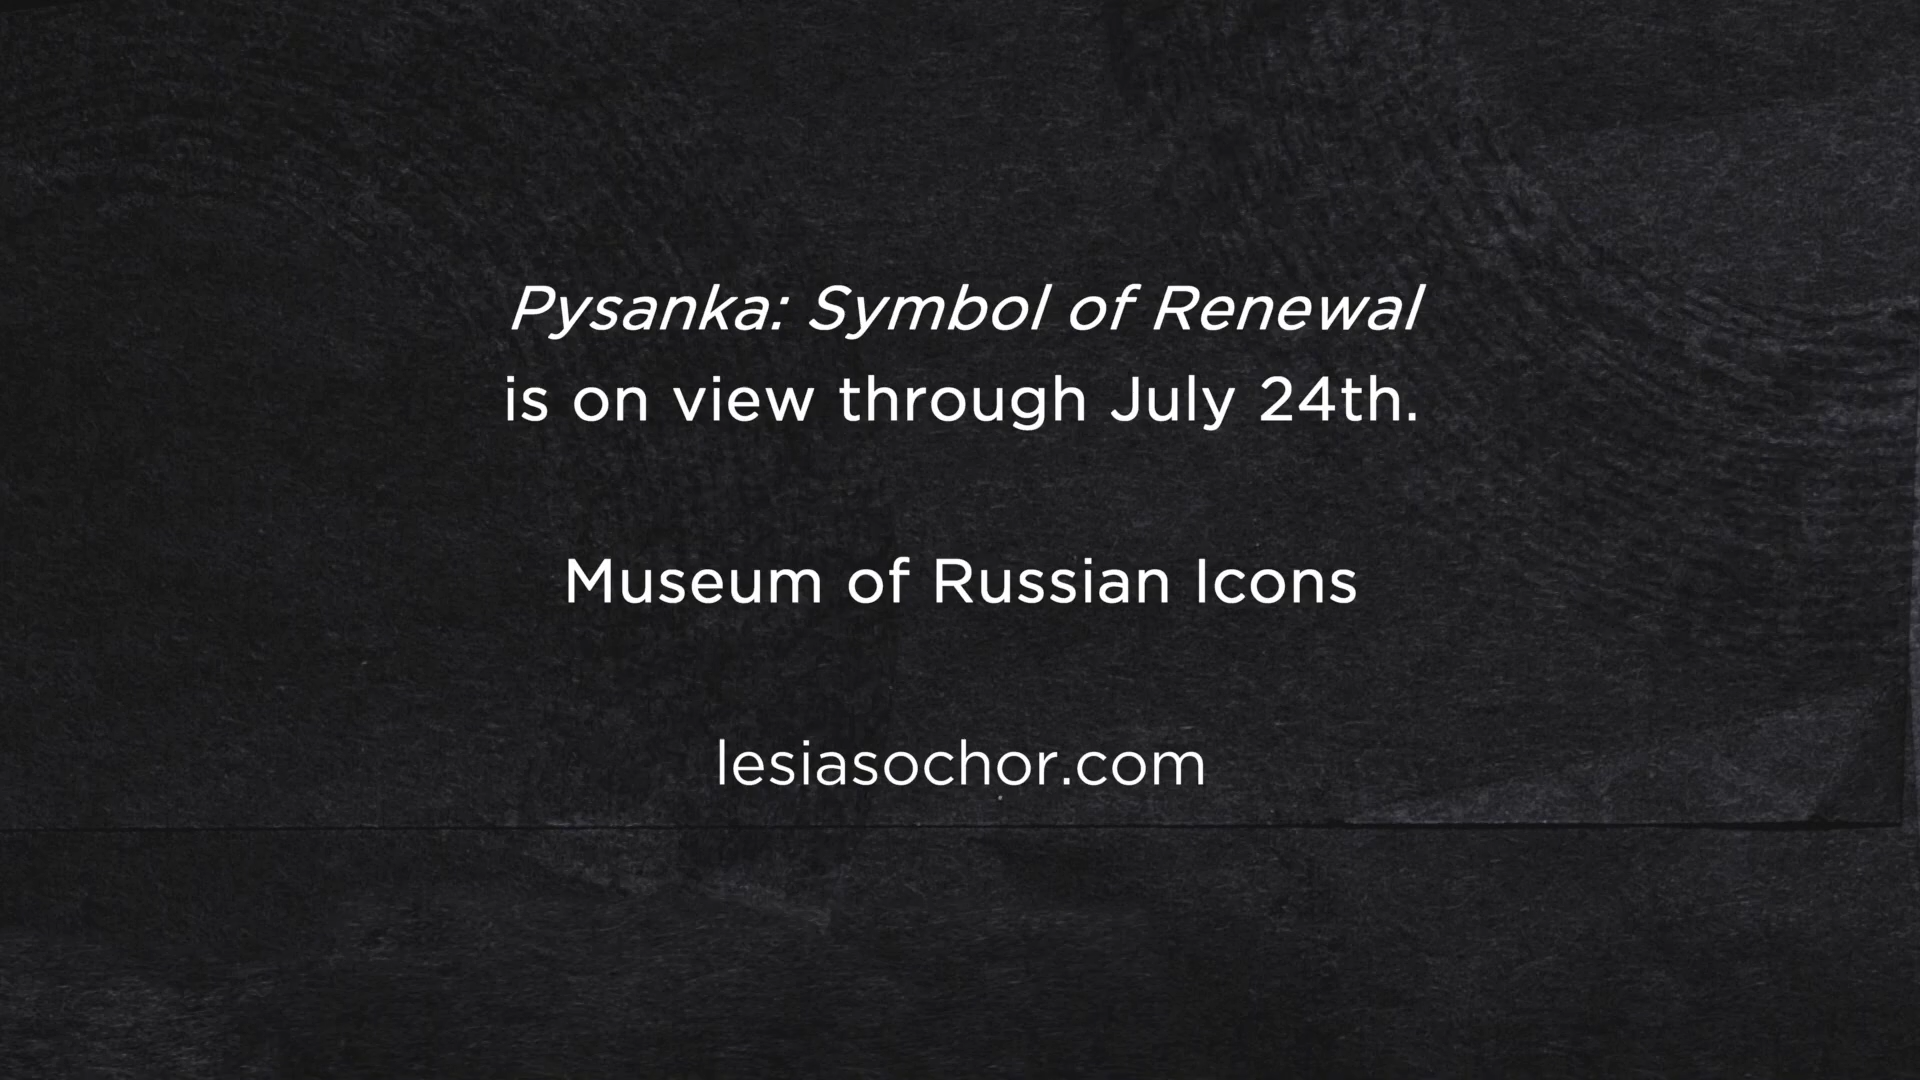 Pysanka: Symbol of Renewal
is on view through July 24th.
Museum of Russian Icons
lesiasochor.com